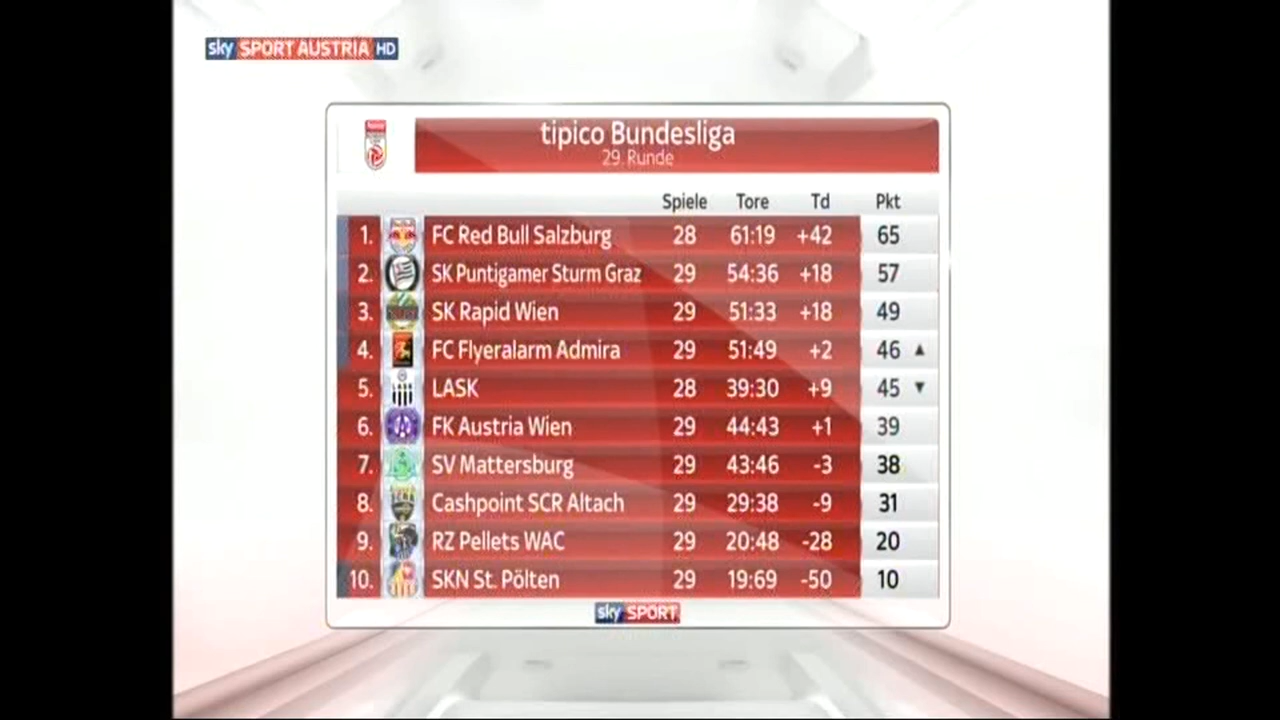 sky SPORT AUSTRIA HD
tipico Bundesliga
29. Runde
Spiele Tore Td Pkt
1. FC Red Bull Salzburg 28 61:19 +42 65
2. SK Puntigamer Sturm Graz 29 54:36 +18 57
3. SK Rapid Wien 29 51:33 +18 49
4. FC Flyeralarm Admira 29 51:49 +2 46 ▲
5. LASK 28 39:30 +9 45 ▼
6. FK Austria Wien 29 44:43 +1 39
7. SV Mattersburg 29 43:46 -3 38
8. Cashpoint SCR Altach 29 29:38 -9 31
9. RZ Pellets WAC 29 20:48 -28 20
10. SKN St. Pölten 29 19:69 -50 10
sky SPORT